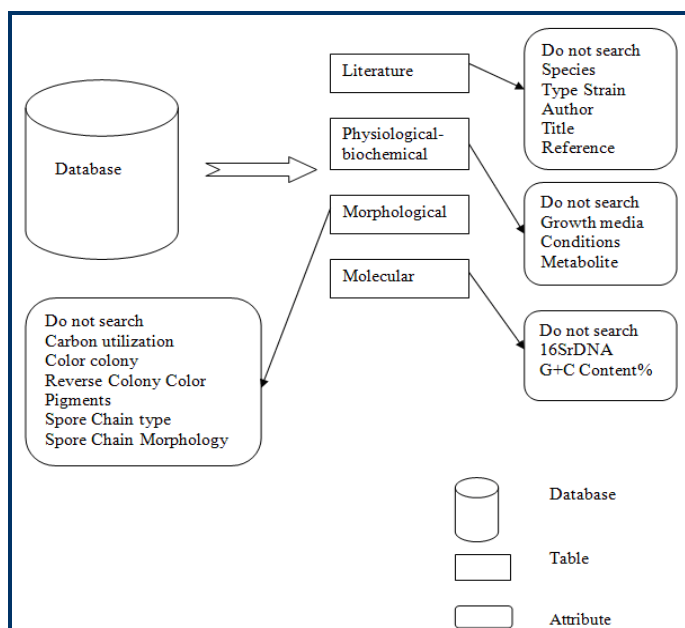 Database
Literature
Physiological-
biochemical
Morphological
Molecular
Do not search
Species
Type Strain
Author
Title
Reference
Do not search
Growth media
Conditions
Metabolite
Do not search
16SrDNA
G+C Content%
Do not search
Carbon utilization
Color colony
Reverse Colony Color
Pigments
Spore Chain type
Spore Chain Morphology
Database
Table
Attribute